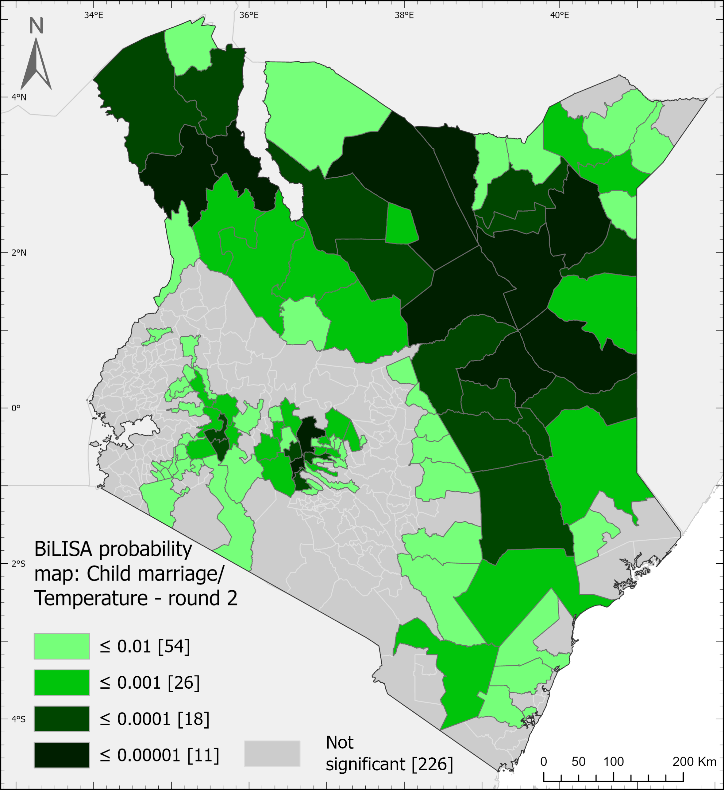 34°E 36°E 38°E 40°E
N
4°N
2°N
0°
2°S
4°S
BiLISA probability
map: Child marriage/
Temperature - round 2
≤ 0.01 [54]
≤ 0.001 [26]
≤ 0.0001 [18]
≤ 0.00001 [11]
Not
significant [226]
0 50 100 200 Km